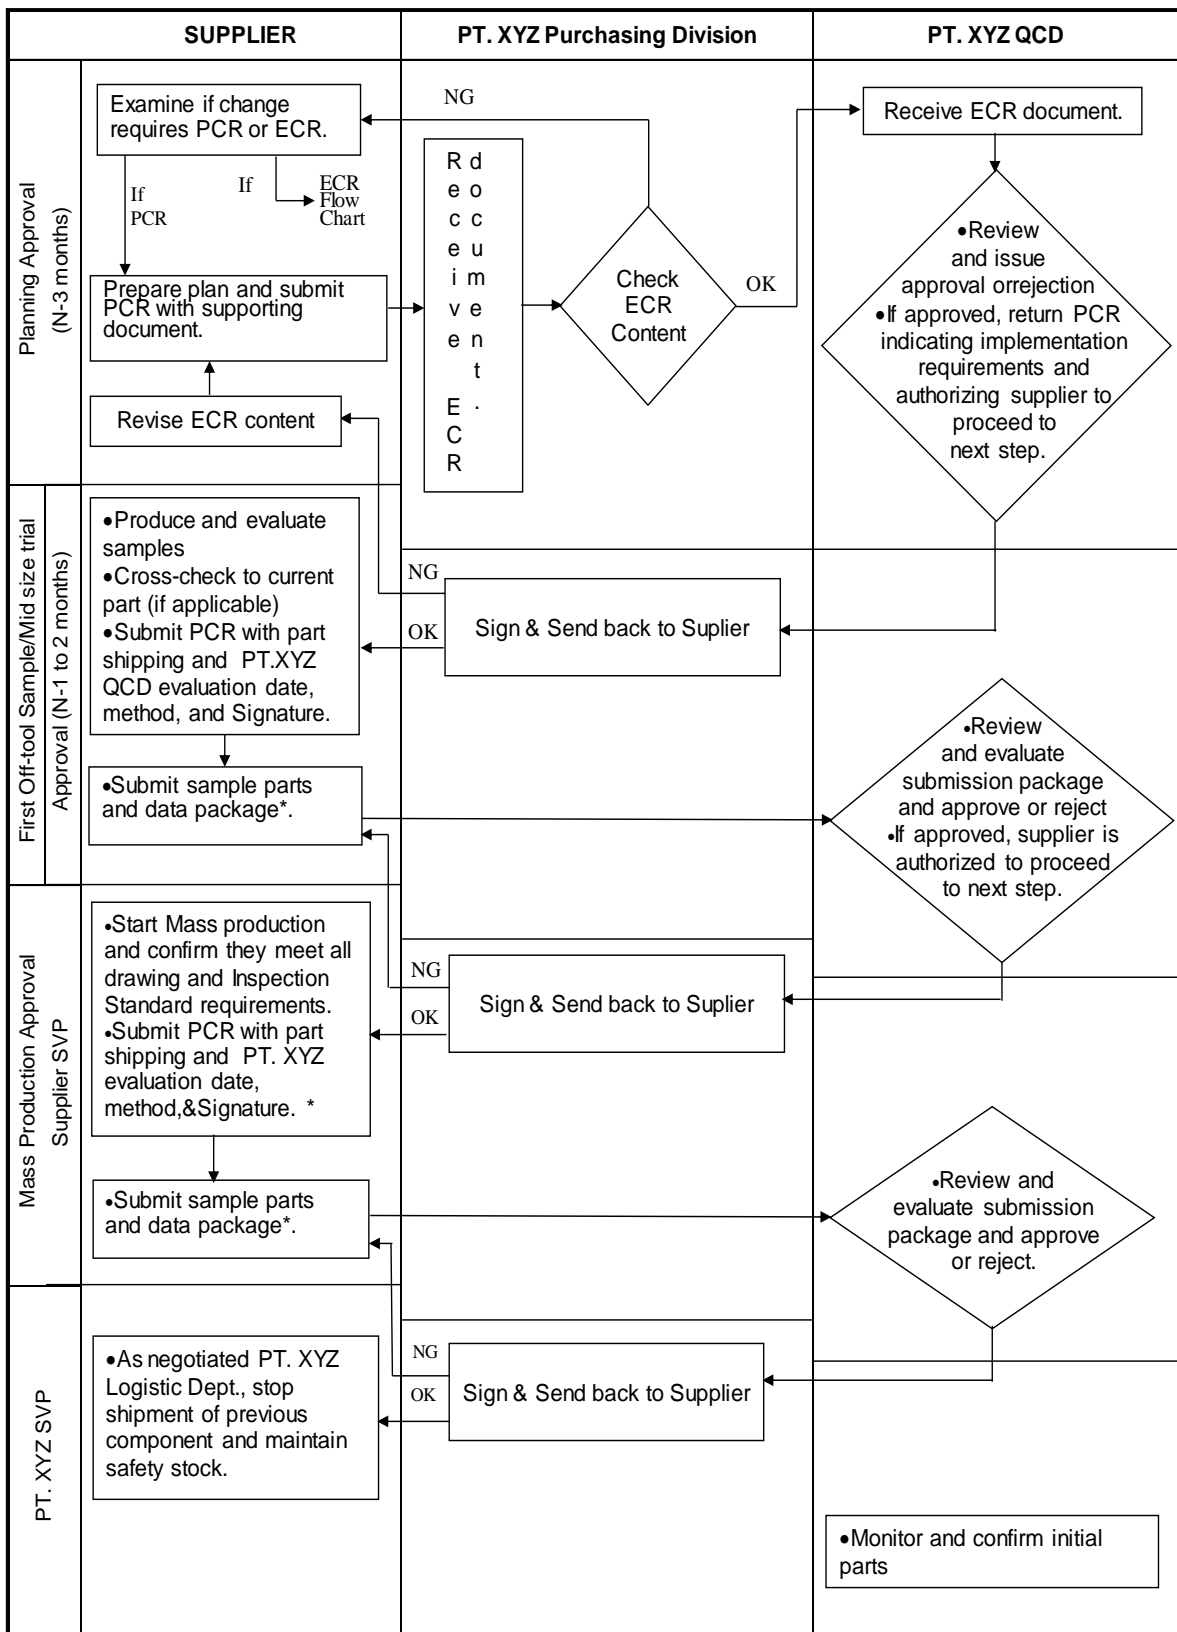 SUPPLIER
PT. XYZ Purchasing Division
PT. XYZ QCD
Planning Approval
(N-3 months)
Examine if change
requires PCR or ECR.
If
PCR
If
ECR
Flow
Chart
Prepare plan and submit
PCR with supporting
document.
Revise ECR content
NG
Receive ECR
document.
Check
ECR
Content
OK
Receive ECR document.
•Review
and issue
approval orrejection
•If approved, return PCR
indicating implementation
requirements and
authorizing supplier to
proceed to
next step.
First Off-tool Sample/Mid size trial
Approval (N-1 to 2 months)
•Produce and evaluate
samples
•Cross-check to current
part (if applicable)
•Submit PCR with part
shipping and PT.XYZ
QCD evaluation date,
method, and Signature.
•Submit sample parts
and data package*.
NG
OK
Sign & Send back to Suplier
•Review
and evaluate
submission package
and approve or reject
•If approved, supplier is
authorized to proceed
to next step.
Mass Production Approval
Supplier SVP
•Start Mass production
and confirm they meet all
drawing and Inspection
Standard requirements.
•Submit PCR with part
shipping and PT. XYZ
evaluation date,
method,&Signature. *
•Submit sample parts
and data package*.
NG
OK
Sign & Send back to Suplier
•Review and
evaluate submission
package and approve
or reject.
PT. XYZ SVP
•As negotiated PT. XYZ
Logistic Dept., stop
shipment of previous
component and maintain
safety stock.
NG
OK
Sign & Send back to Supplier
•Monitor and confirm initial
parts